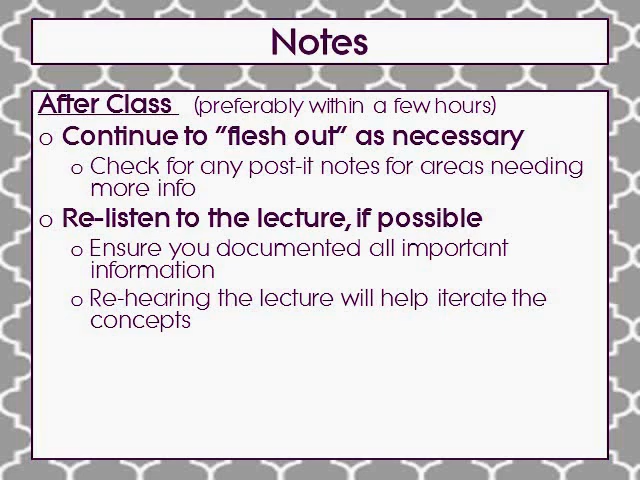 Notes
After Class (preferably within a few hours)
o Continue to "flesh out" as necessary
o Check for any post-it notes for areas needing
more info
o Re-listen to the lecture, if possible
o Ensure you documented all important
information
o Re-hearing the lecture will help iterate the
concepts